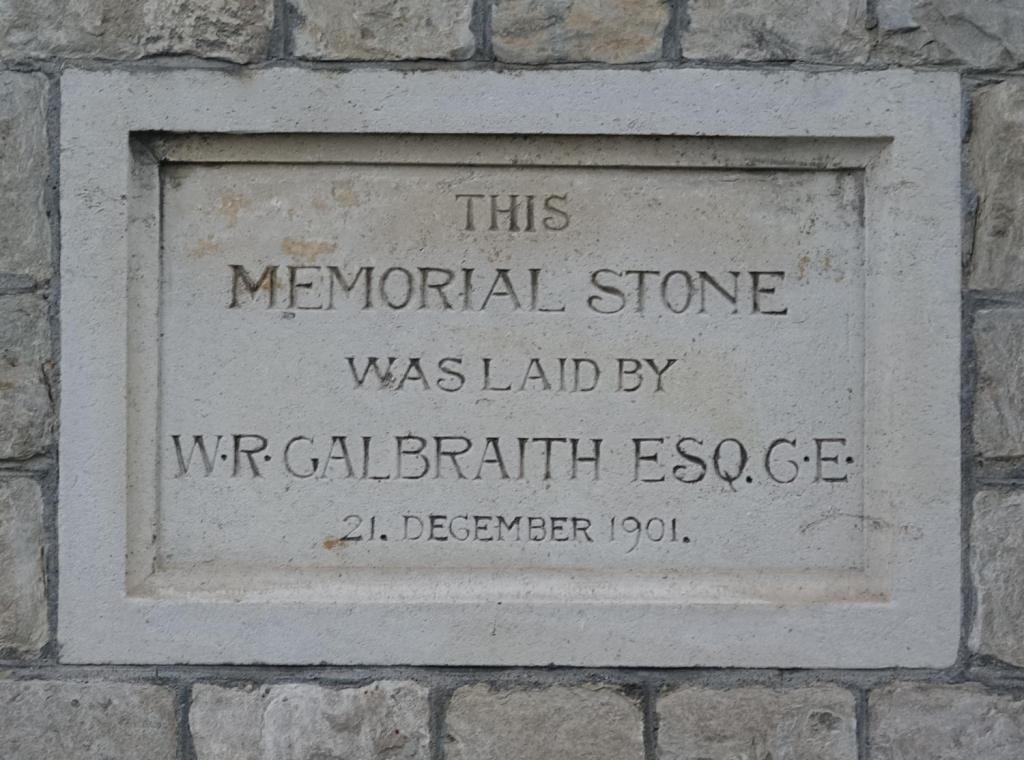 THIS
MEMORIAL STONE
WAS LAID BY
W·R·GALBRAITH ESQ. C·E·
21. DECEMBER 1901.